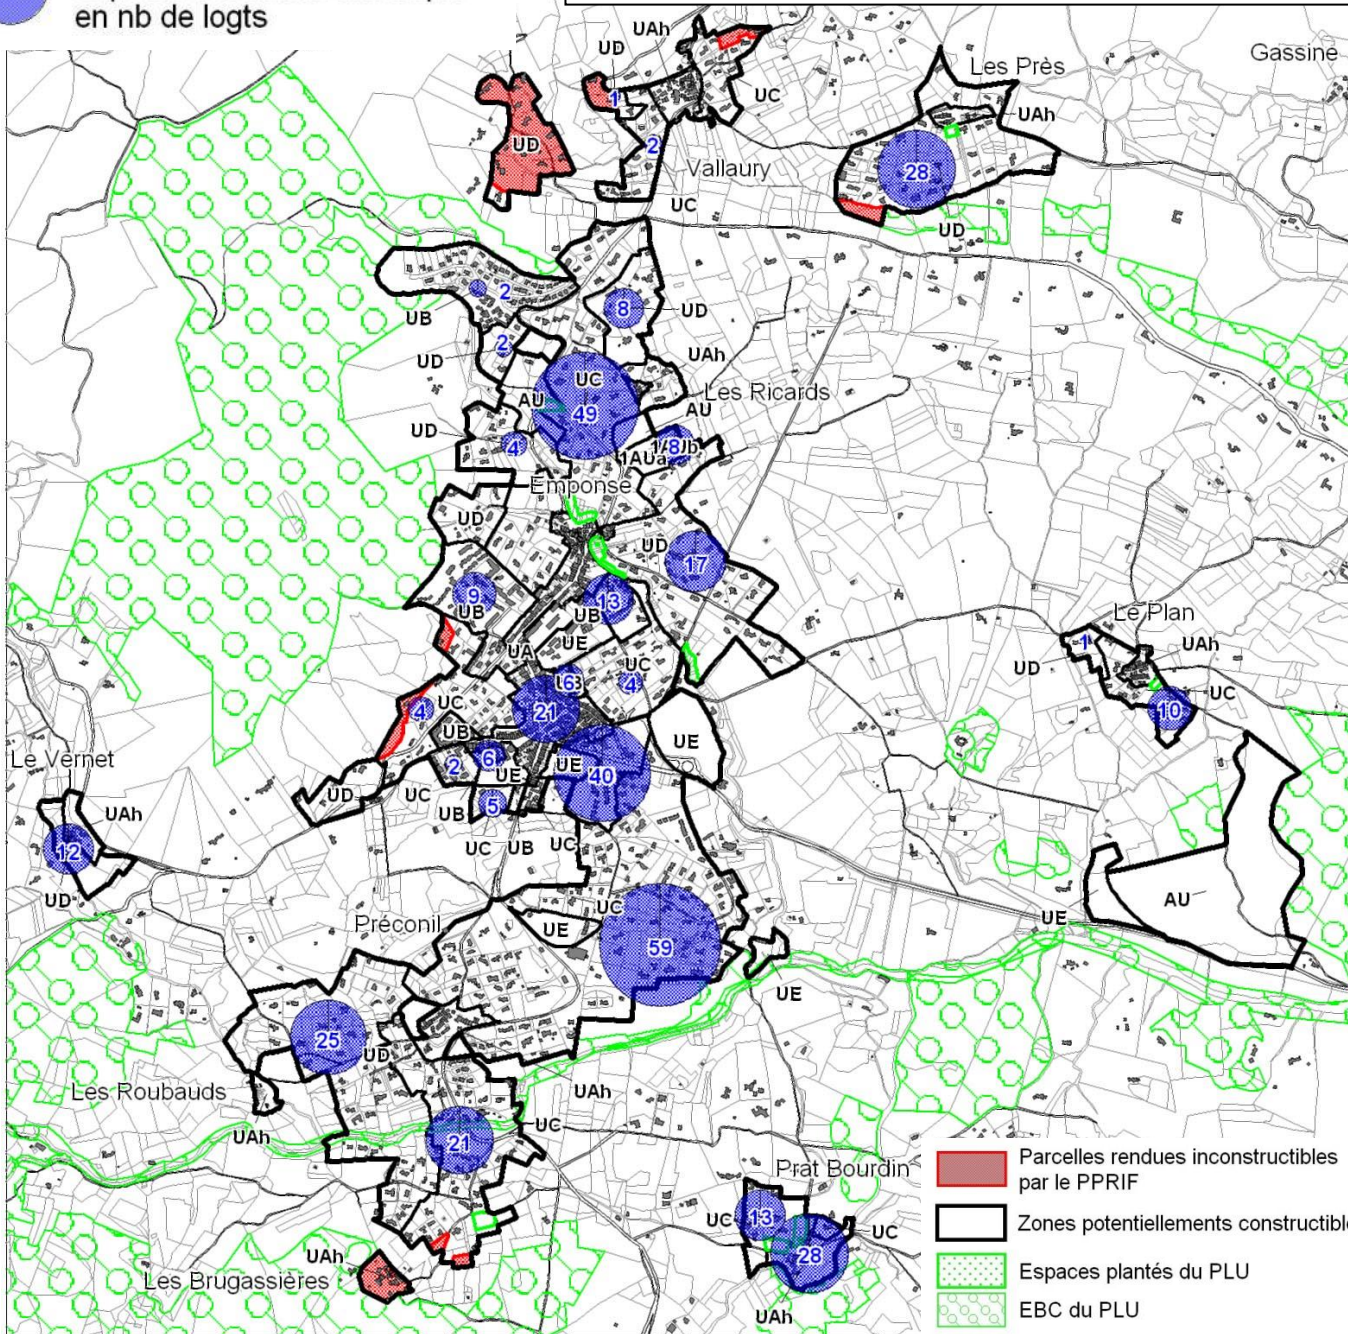 en nb de logts
UAh
UD
1
UC
2
Vallaury
UC
UD
Les Près
Gassine
UAh
28
UD
2
UB
8
UD
2
UD
UAh
UC
Les Ricards
AU
49
AU
UD
4
8
1AUa
Emponse
UD
UD
17
9
UB
13
UB
UE
UA
UC
4
6
21
4
UC
UB
UE
6
2
UE
UE
40
UD
UC
UB
5
UC
UB
UC
Le Plan
1
UAh
UD
UC
10
AU
UE
Le Vernet
UAh
12
UD
Préconil
UC
UE
59
UE
25
UD
Les Roubauds
UAh
UAh
UC
21
Prat Bourdin
UC
13
UC
28
UAh
UAh
Les Brugassières
Parcelles rendues inconstructibles
par le PPRIF
Zones potentiellements constructible
Espaces plantés du PLU
EBC du PLU